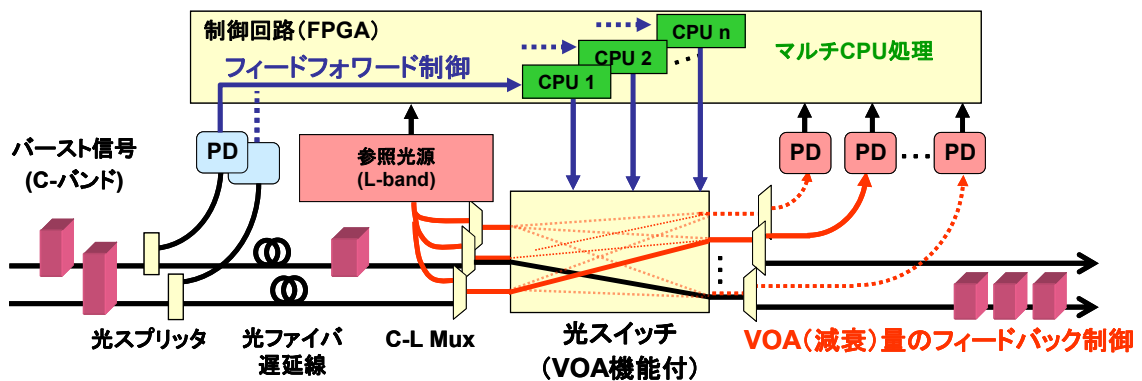 制御回路(FPGA)
フィードフォワード制御
CPU 1
CPU 2
CPU n
マルチCPU処理
バースト信号
(C-バンド)
PD
参照光源
(L-band)
PD
PD
PD
光スプリッタ
光ファイバ
遅延線
C-L Mux
光スイッチ
(VOA機能付)
VOA(減衰)量のフィードバック制御